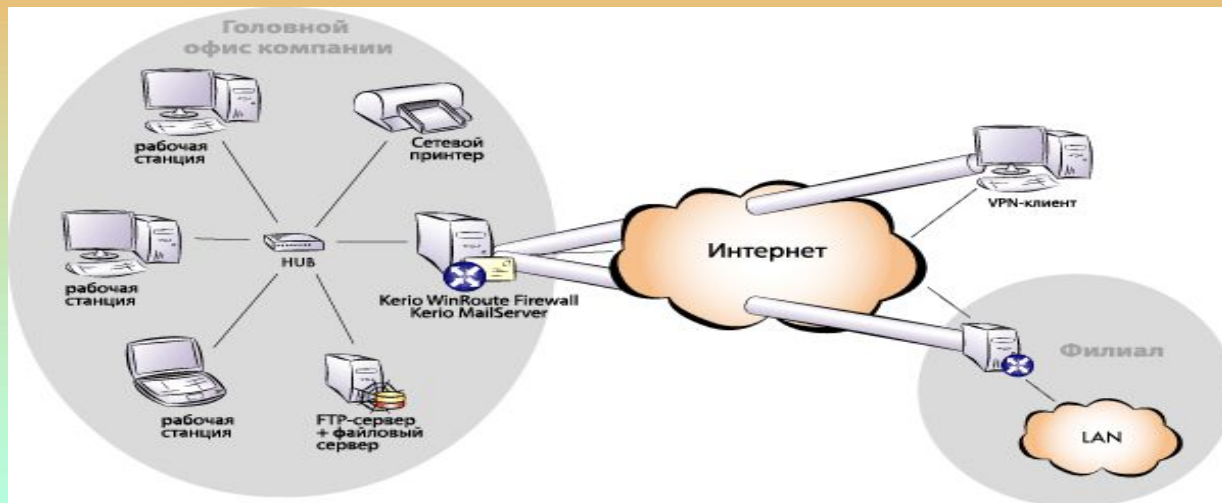 Головной
офис компании
рабочая
станция
Сетевой
принтер
рабочая
станция
HUB
Kerio WinRoute Firewall
Kerio MailServer
рабочая
станция
FTP-сервер
+ файловый
сервер
Интернет
VPN-клиент
Филиал
LAN